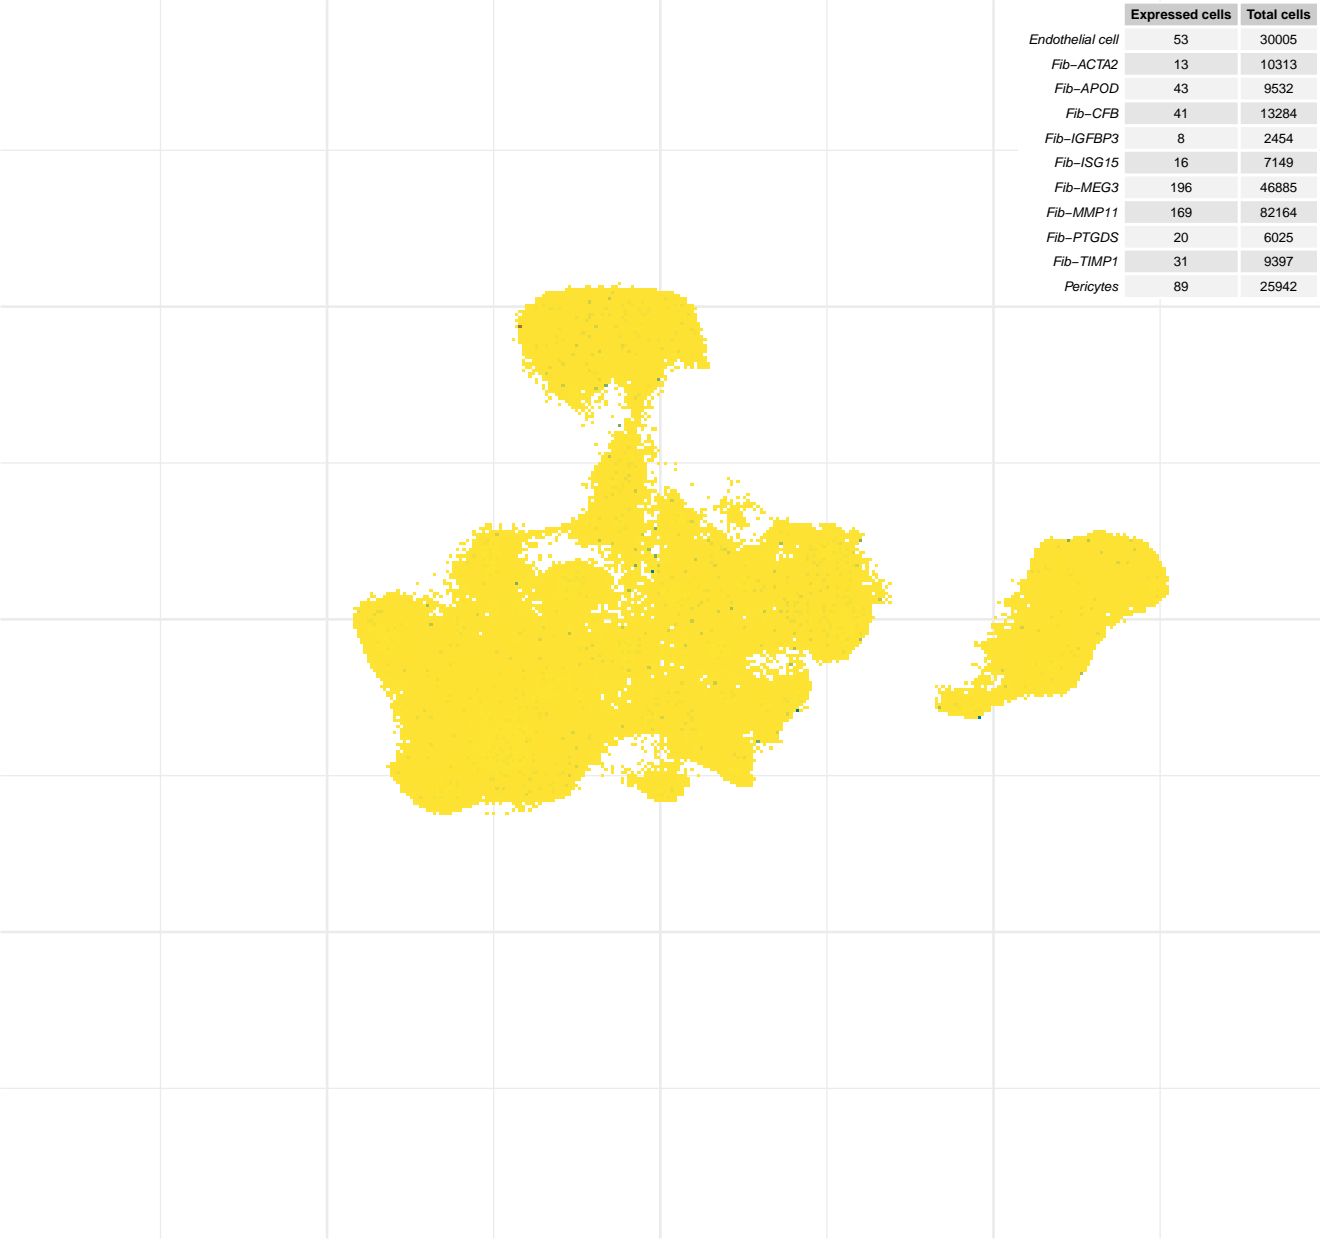 Expressed cells Total cells
Endothelial cell 53 30005
Fib−ACTA2 13 10313
Fib−APOD 43 9532
Fib−CFB 41 13284
Fib−IGFBP3 8 2454
Fib−ISG15 16 7149
Fib−MEG3 196 46885
Fib−MMP11 169 82164
Fib−PTGDS 20 6025
Fib−TIMP1 31 9397
Pericytes 89 25942